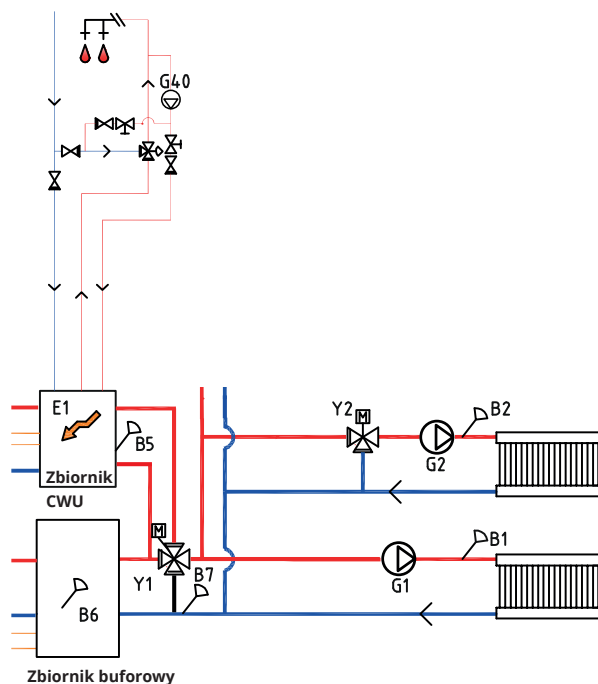 G40
E1
B5
Zbiornik
CWU
Y2
M
B2
G2
M
Y1
B7
B1
G1
B6
Zbiornik buforowy